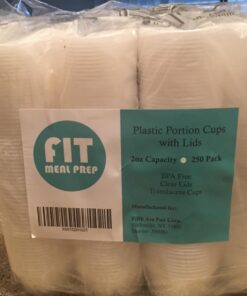 FIT
MEAL PREP
Plastic Portion Cups
with Lids
2oz Capacity 250 Pack
BPA Free
Clear Lids
Translucent Cups
Manufactured for: